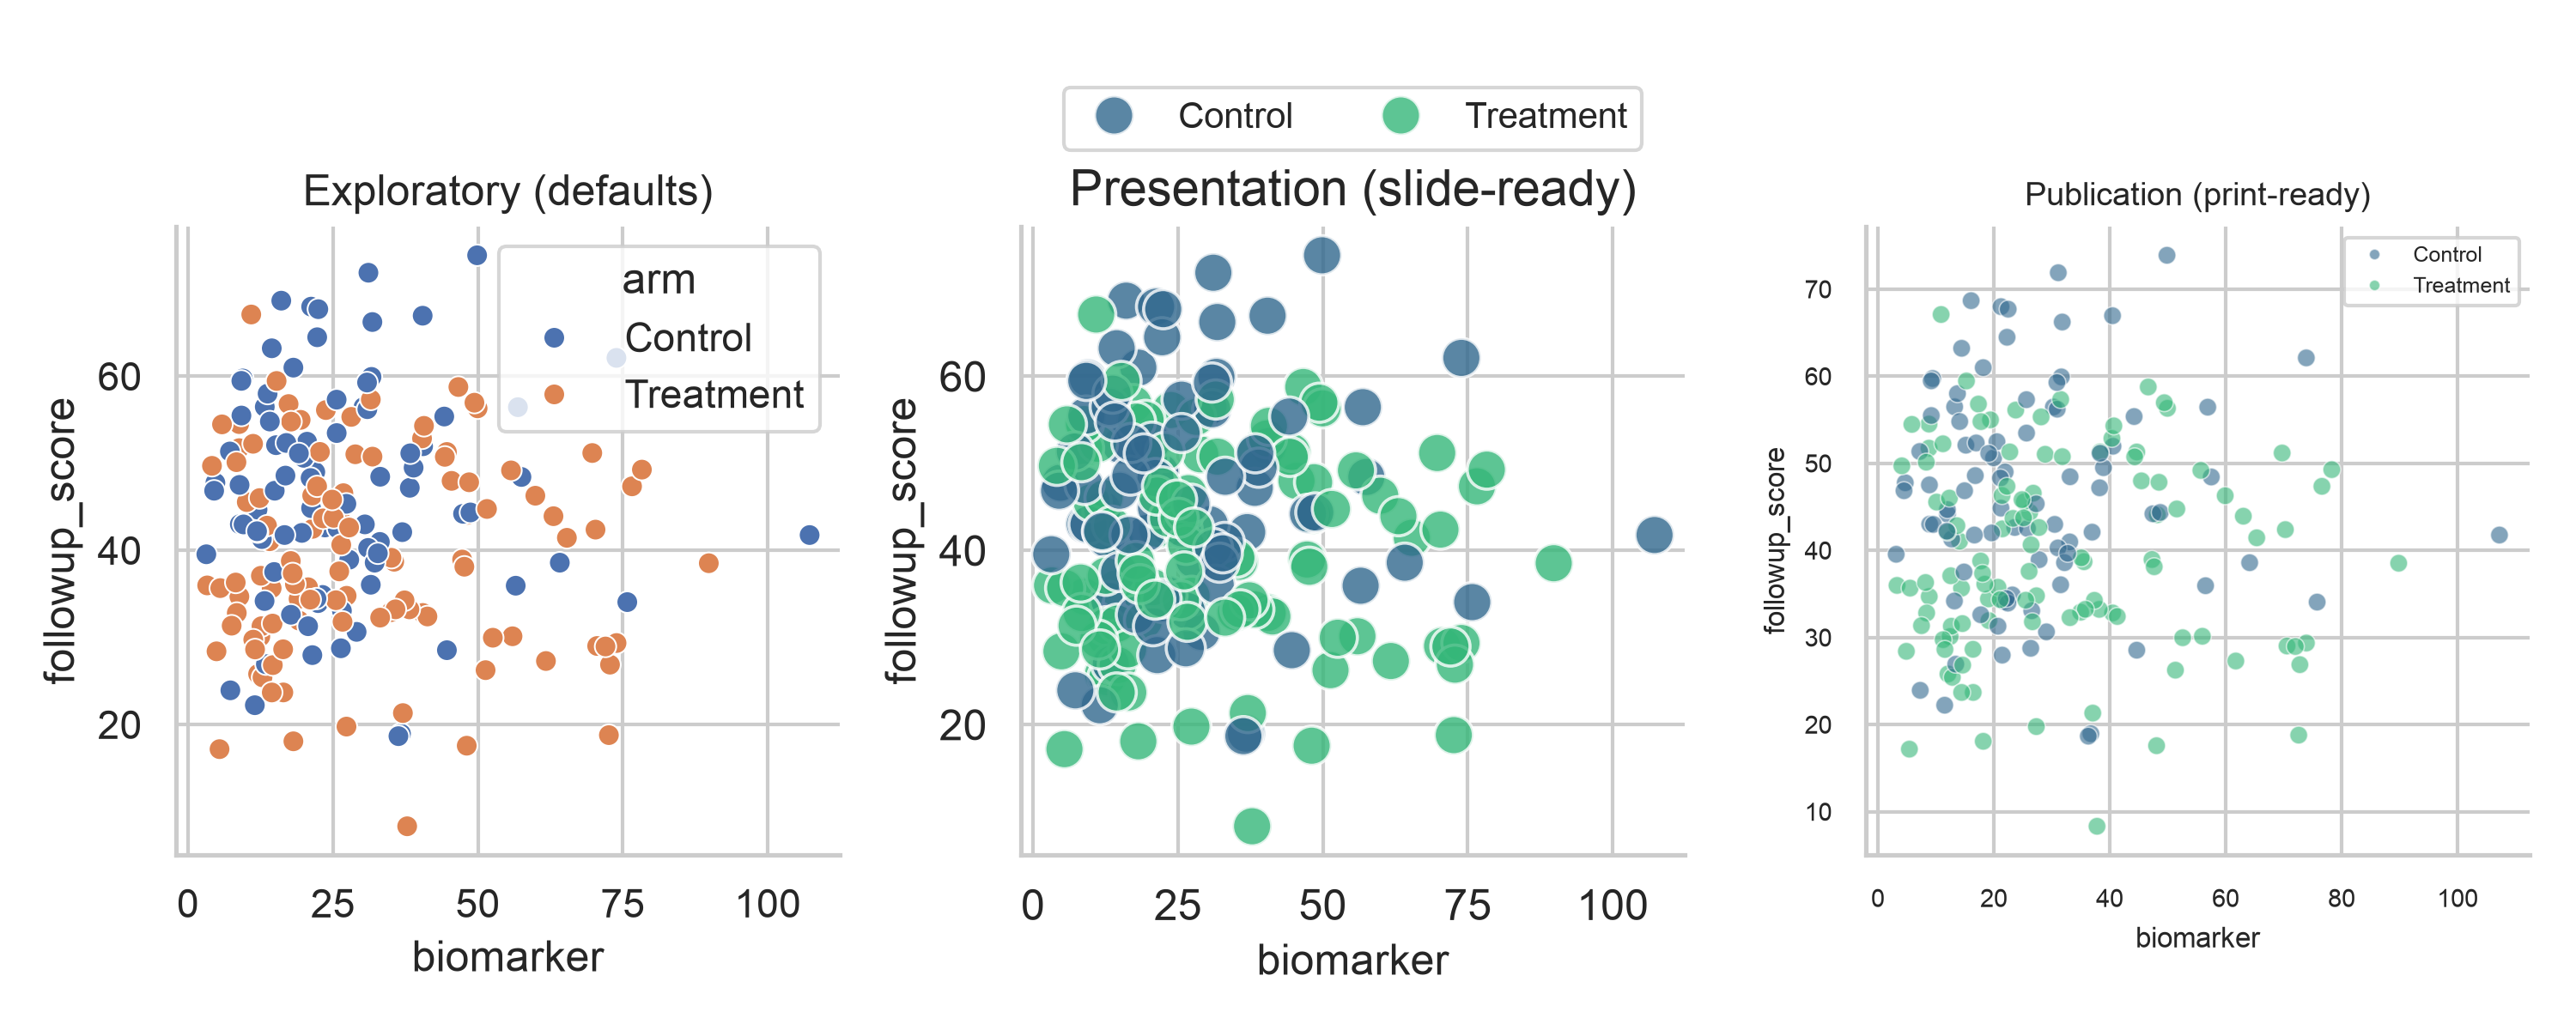 Exploratory (defaults)
arm
Control
Treatment
60
40
20
0 25 50 75 100
followup_score
biomarker
Control Treatment
Presentation (slide-ready)
60
40
20
0 25 50 75 100
followup_score
biomarker
Publication (print-ready)
Control
Treatment
70
60
50
40
30
20
10
0 20 40 60 80 100
followup_score
biomarker